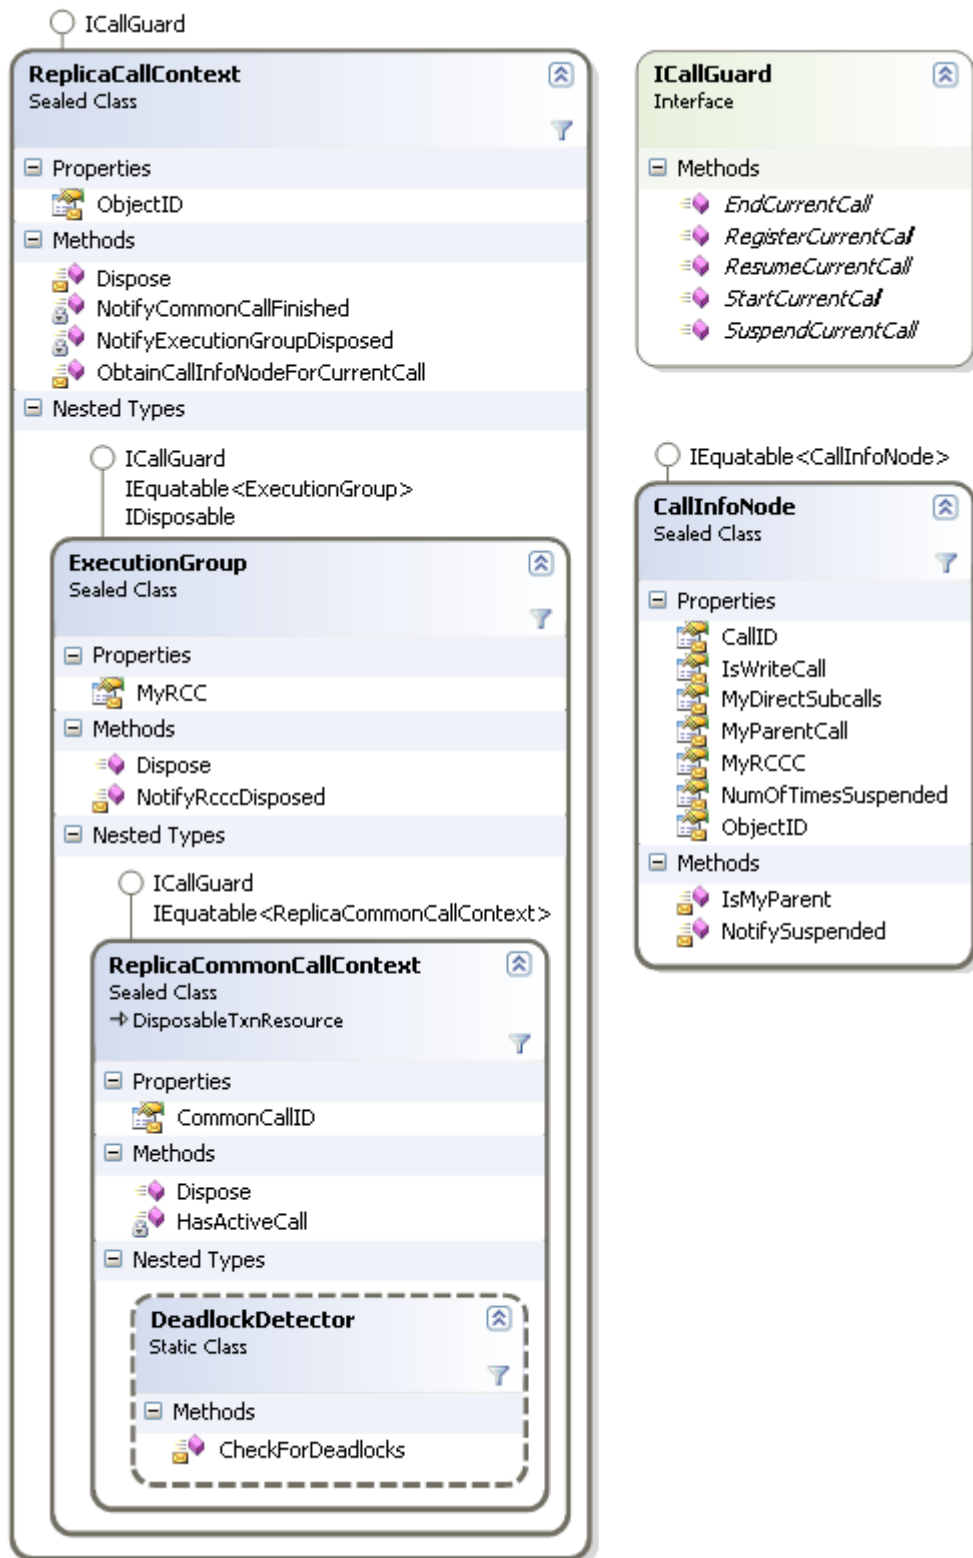 ICallGuard
ReplicaCallContext
Sealed Class
Properties
ObjectID
Methods
Dispose
NotifyCommonCallFinished
NotifyExecutionGroupDisposed
ObtainCallInfoNodeForCurrentCall
Nested Types
ICallGuard
IEquatable<ExecutionGroup>
IDisposable
ExecutionGroup
Sealed Class
Properties
MyRCC
Methods
Dispose
NotifyRcccDisposed
Nested Types
ICallGuard
IEquatable<ReplicaCommonCallContext>
ReplicaCommonCallContext
Sealed Class
DisposableTxnResource
Properties
CommonCallID
Methods
Dispose
HasActiveCall
Nested Types
DeadlockDetector
Static Class
Methods
CheckForDeadlocks
ICallGuard
Interface
Methods
EndCurrentCall
RegisterCurrentCall
ResumeCurrentCall
StartCurrentCall
SuspendCurrentCall
IEquatable<CallInfoNode>
CallInfoNode
Sealed Class
Properties
CallID
IsWriteCall
MyDirectSubcalls
MyParentCall
MyRCCC
NumOfTimesSuspended
ObjectID
Methods
IsMyParent
NotifySuspended